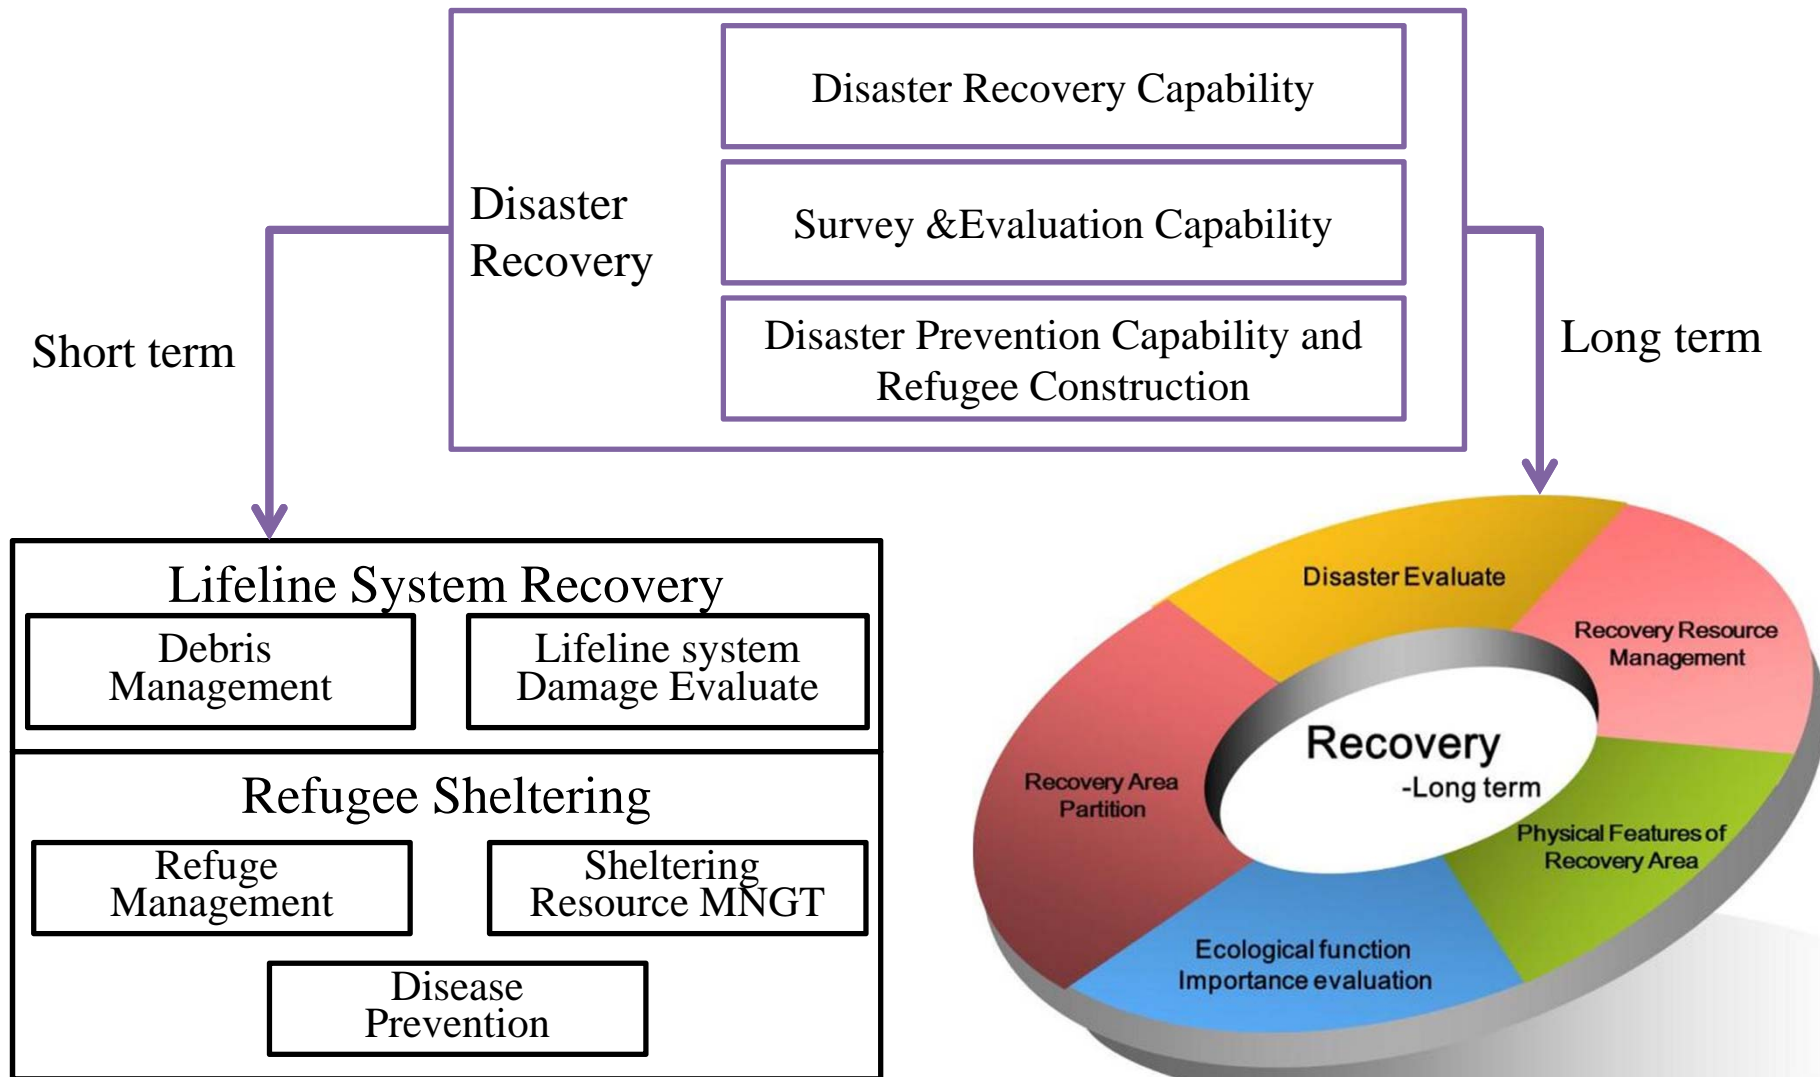 Disaster Recovery Capability
Disaster
Recovery
Survey &Evaluation Capability
Disaster Prevention Capability and
Refugee Construction
Short term
Long term
Lifeline System Recovery
Debris
Management
Lifeline system
Damage Evaluate
Refugee Sheltering
Refuge
Management
Sheltering
Resource MNGT
Disease
Prevention
Disaster Evaluate
Recovery Resource
Management
Recovery
-Long term
Recovery Area
Partition
Physical Features of
Recovery Area
Ecological function
Importance evaluation